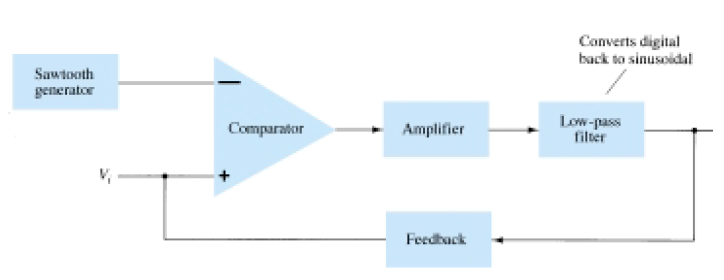 Converts digital
back to sinusoidal
Sawtooth
generator
−
Comparator
Amplifier
Low-pass
filter
Vi
+
Feedback